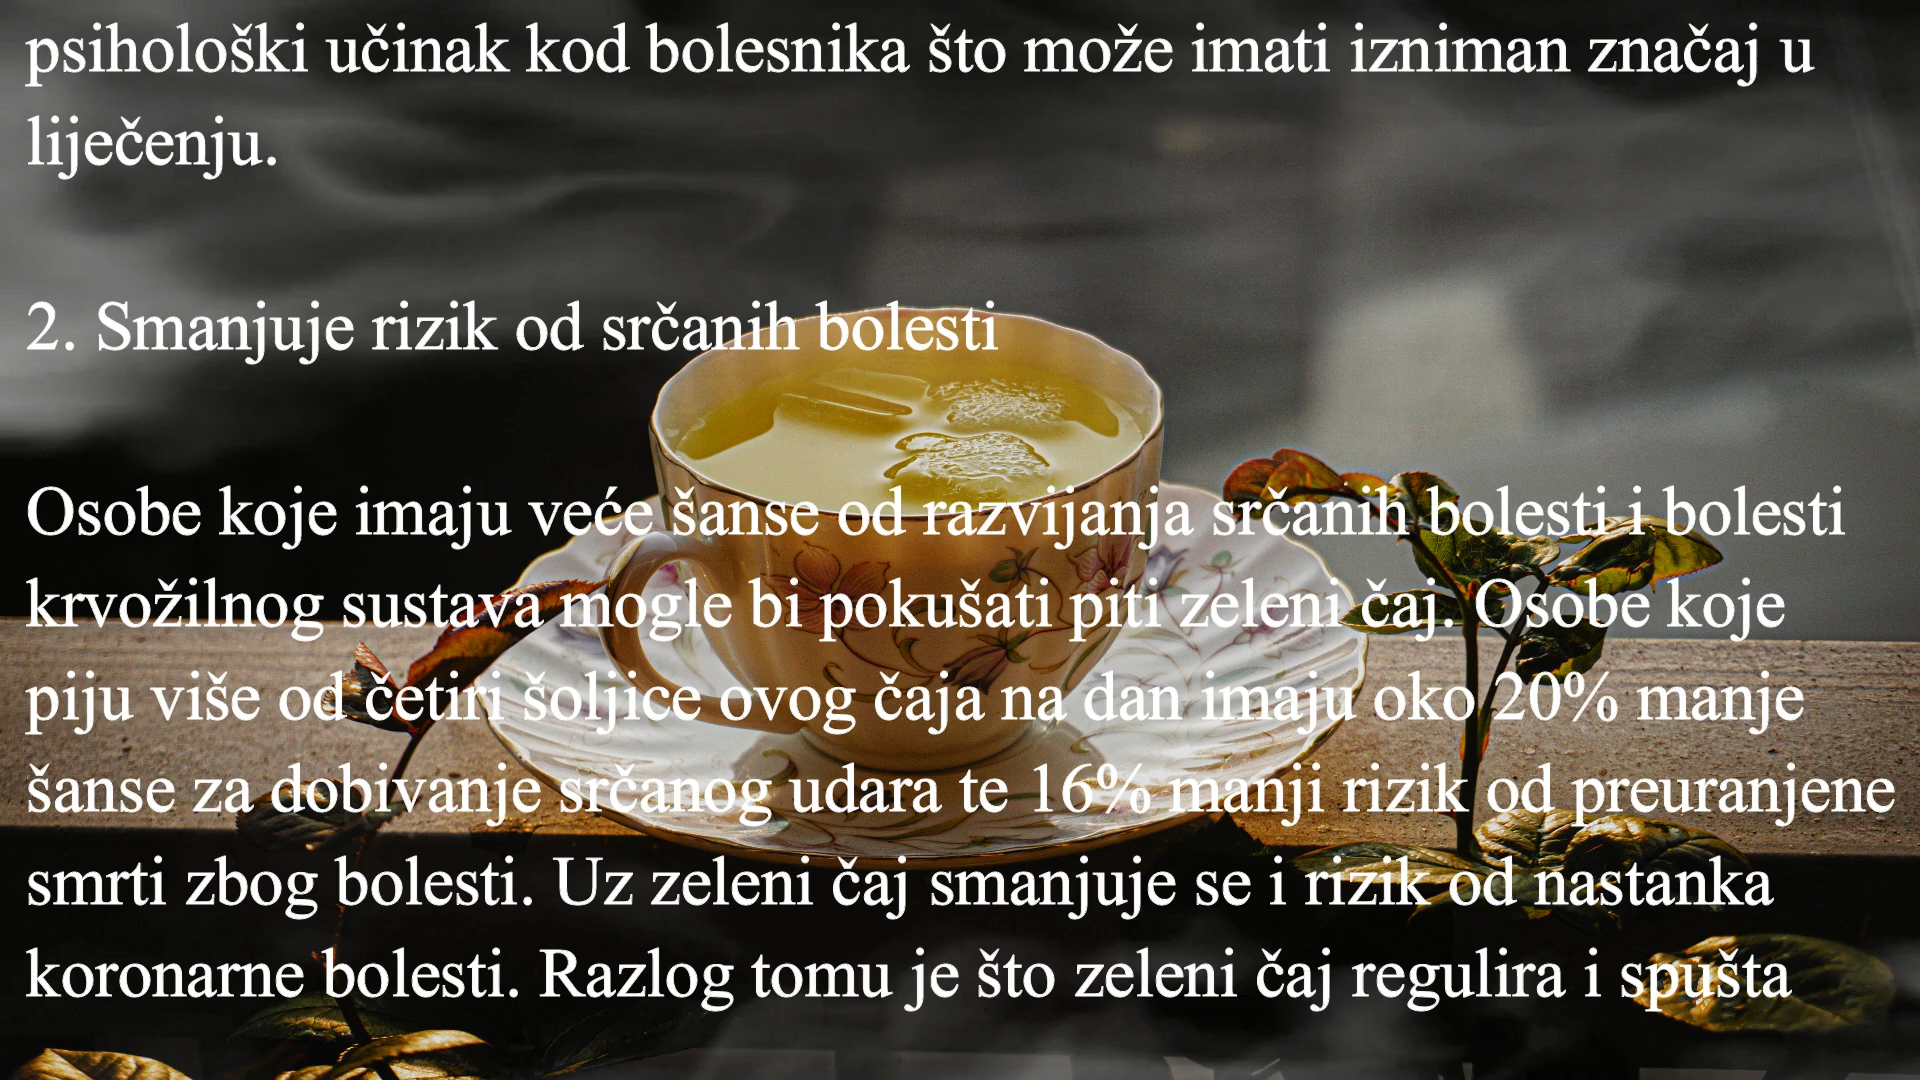 psihološki učinak kod bolesnika što može imati izniman značaj u
liječenju.
2. Smanjuje rizik od srčanih bolesti
Osobe koje imaju veće šanse od razvijanja srčanih bolesti i bolesti
krvožilnog sustava mogle bi pokušati piti zeleni čaj. Osobe koje
piju više od četiri šoljice ovog čaja na dan imaju oko 20% manje
šanse za dobivanje srčanog udara te 16% manji rizik od preuranjene
smrti zbog bolesti. Uz zeleni čaj smanjuje se i rizik od nastanka
koronarne bolesti. Razlog tomu je što zeleni čaj regulira i spušta